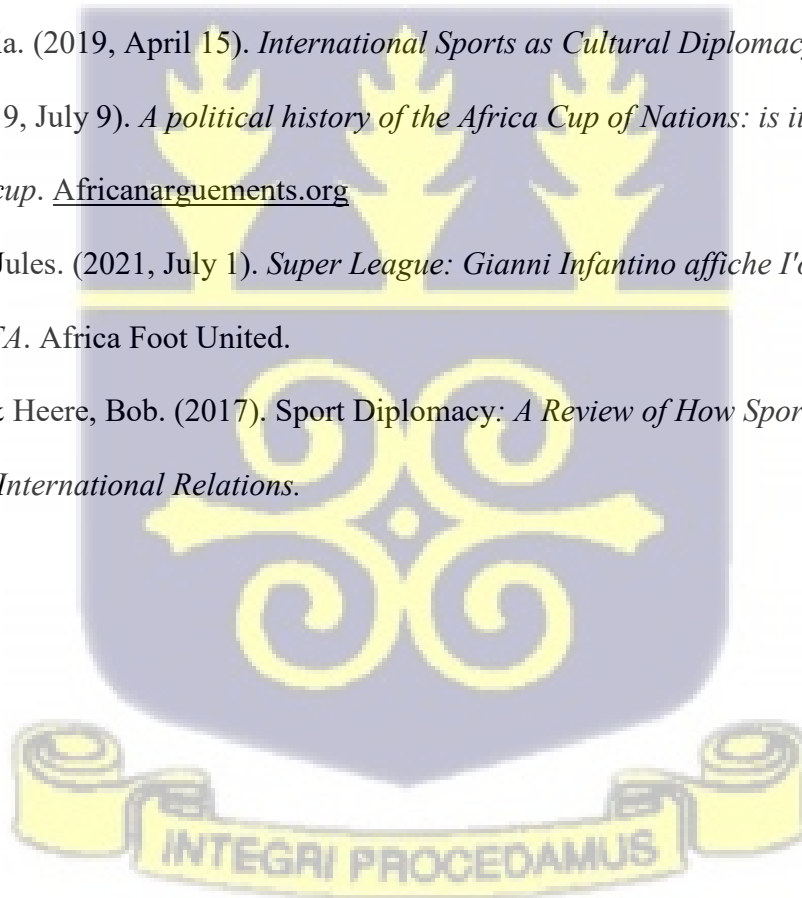 ia. (2019, April 15). International Sports as Cultural Diplomacy
9, July 9). A political history of the Africa Cup of Nations: is it
cup. Africanarguements.org
Jules. (2021, July 1). Super League: Gianni Infantino affiche I'
TA. Africa Foot United.
Heere, Bob. (2017). Sport Diplomacy: A Review of How Spor
International Relations.
INTEGRI PROCEDAMUS